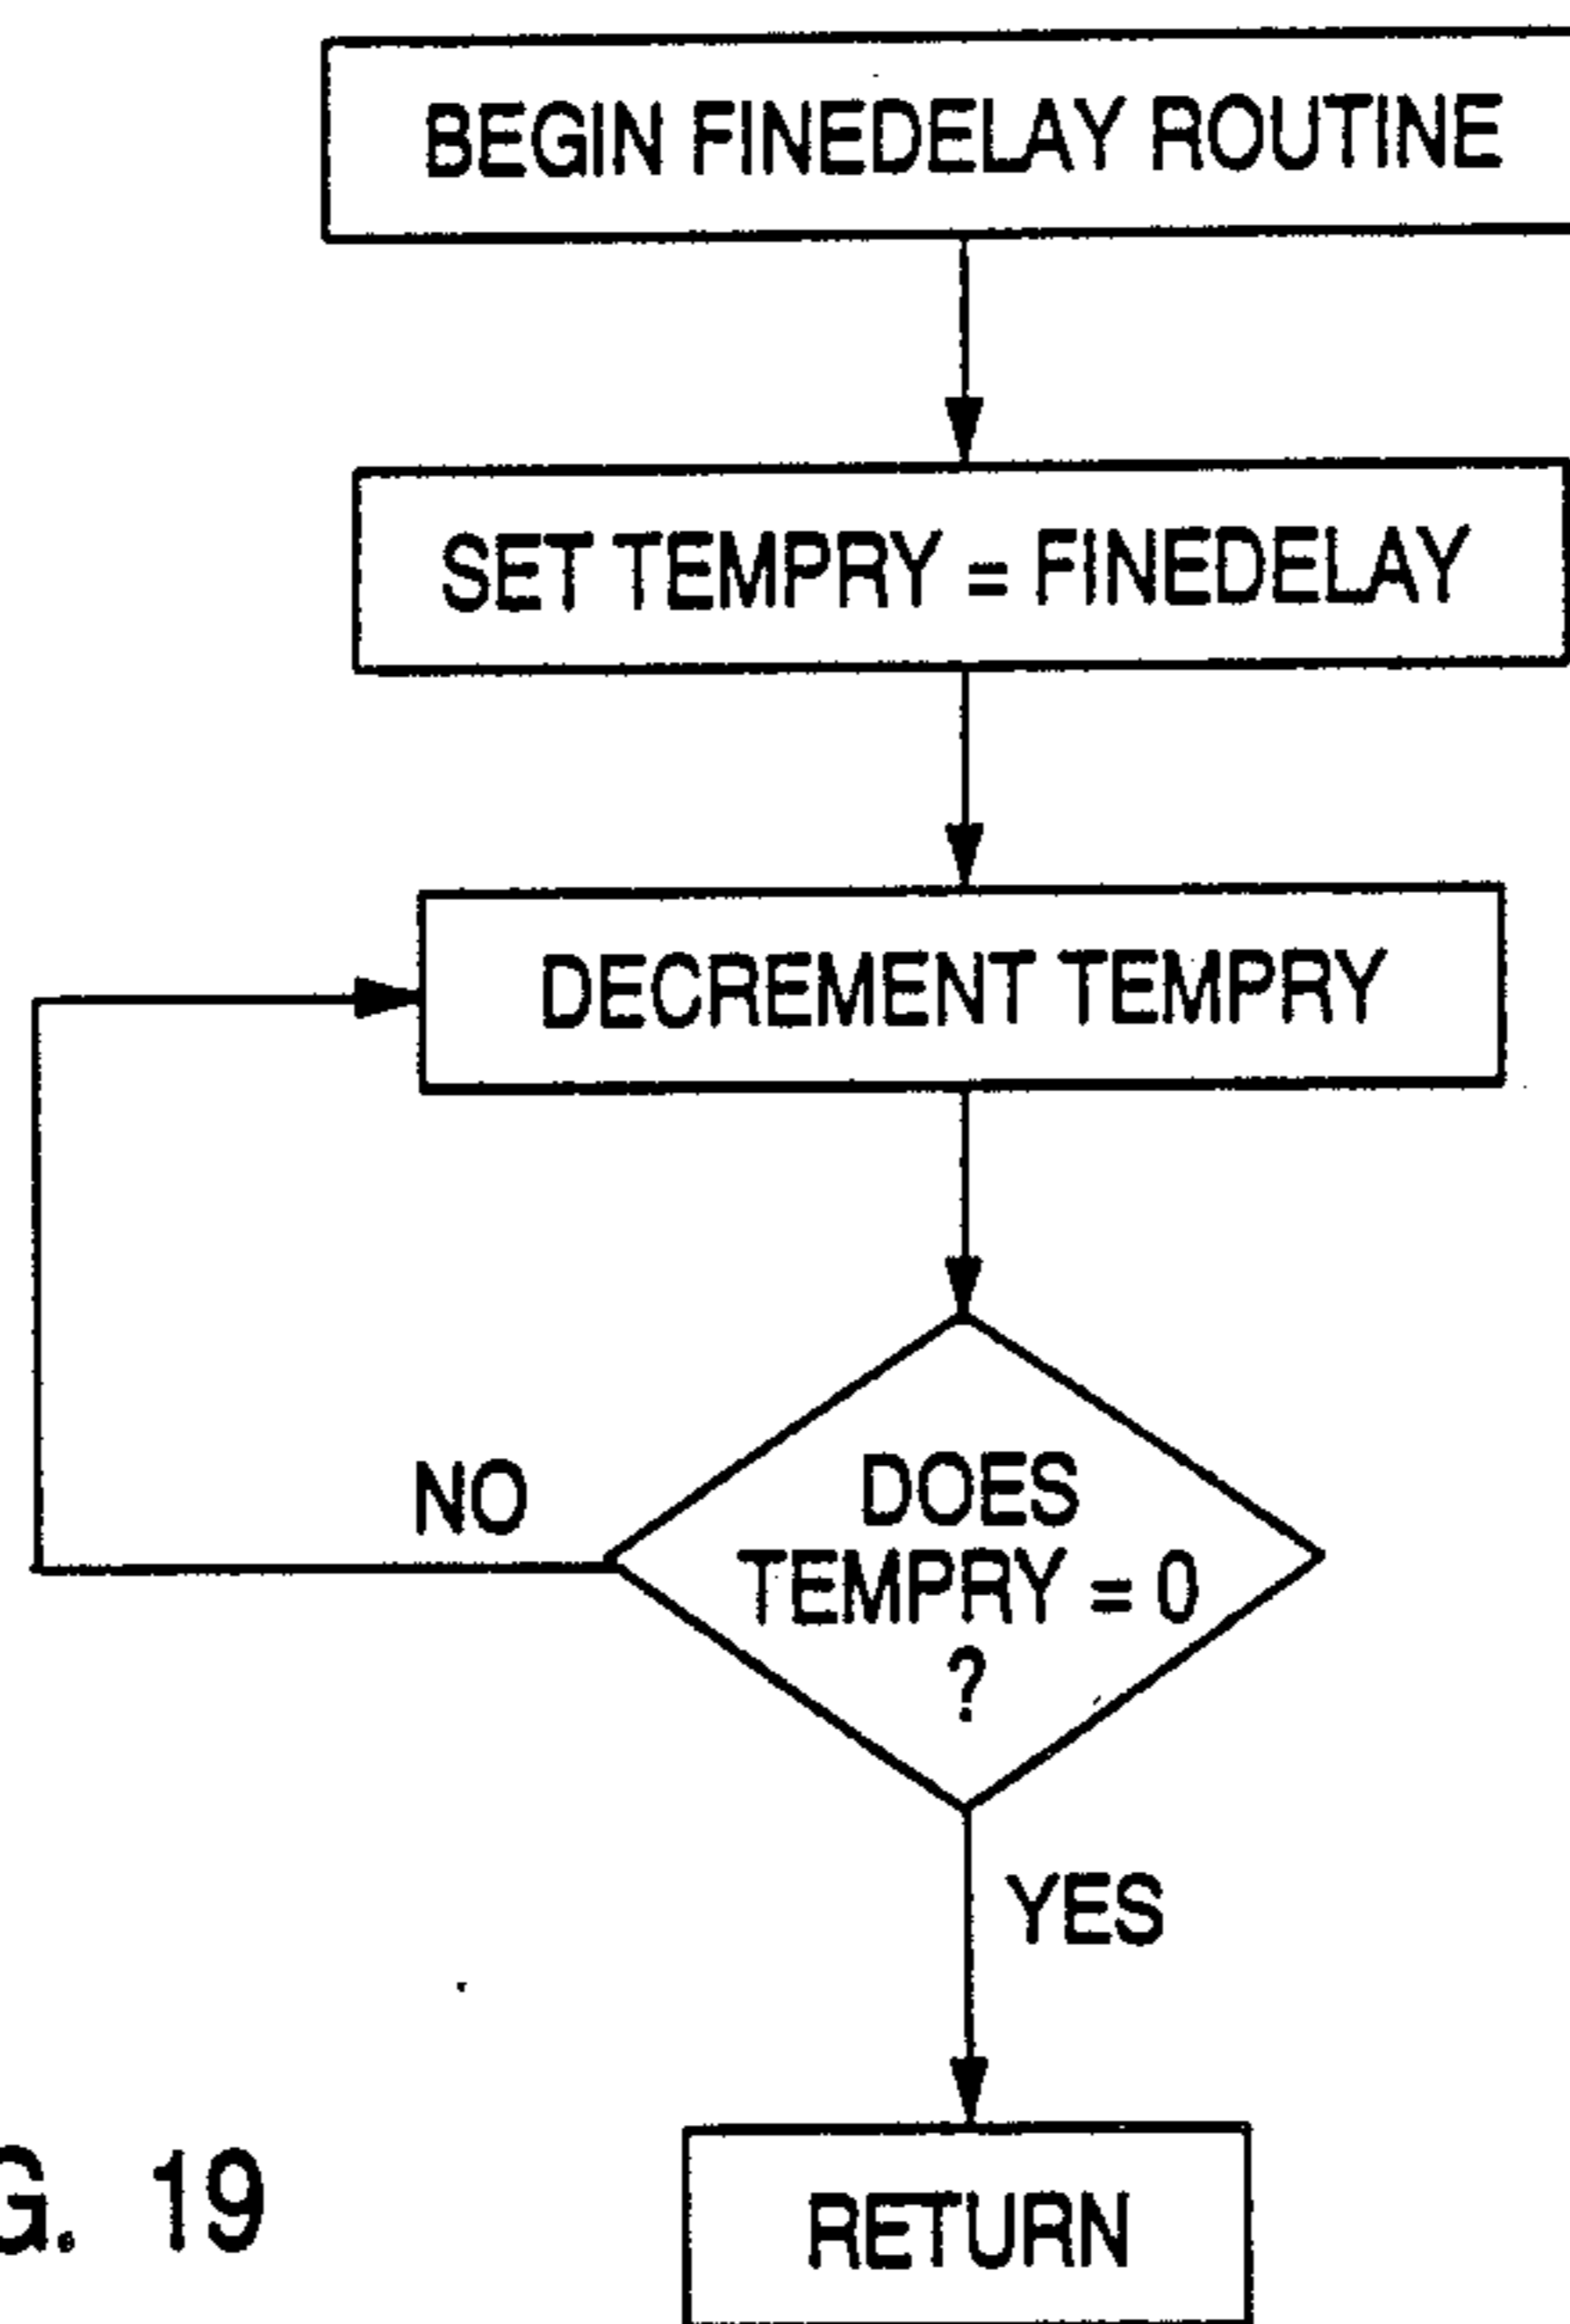 BEGIN FINEDELAY ROUTINE
SET TEMPRY = FINEDELAY
DECREMENT TEMPRY
DOES
TEMPRY = 0
?
NO
YES
RETURN
G. 19